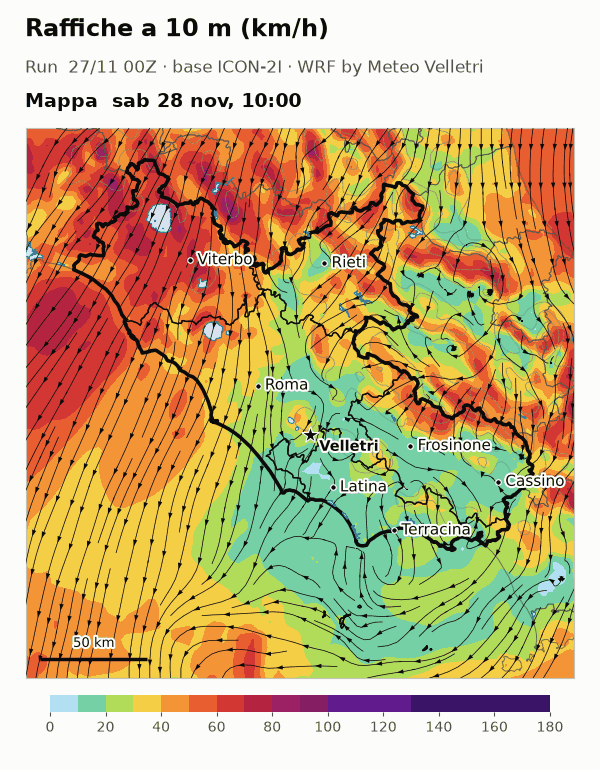 Raffiche a 10 m (km/h)
Run 27/11 00Z · base ICON-2I · WRF by Meteo Velletri
Mappa sab 28 nov, 10:00
Viterbo
Rieti
Roma
Velletri
Frosinone
Cassino
Latina
Terracina
50 km
0 20 40 60 80 100 120 140 160 180